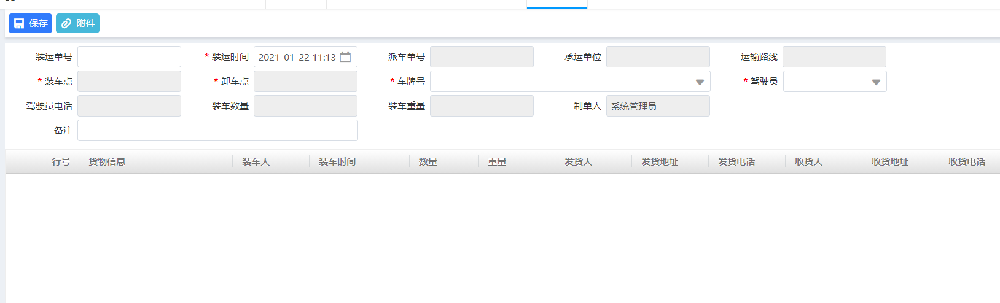 保存 附件
装运单号 * 装运时间 2021-01-22 11:13 派车单号 承运单位 运输路线
* 装车点 * 卸车点 * 车牌号 * 驾驶员
驾驶员电话 装车数量 装车重量 制单人 系统管理员
备注
行号 货物信息 装车人 装车时间 数量 重量 发货人 发货地址 发货电话 收货人 收货地址 收货电话